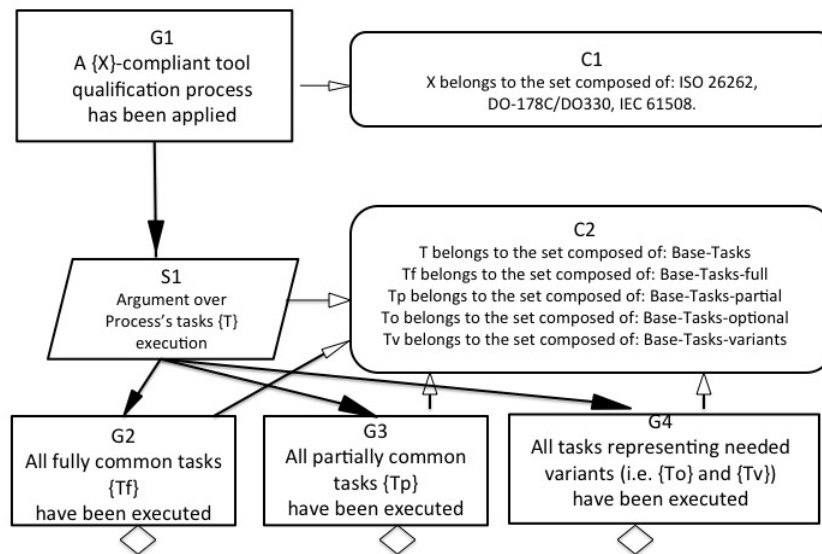 G1
A {X}-compliant tool
qualification process
has been applied
C1
X belongs to the set composed of: ISO 26262,
DO-178C/DO330, IEC 61508.
S1
Argument over
Process's tasks {T}
execution
C2
T belongs to the set composed of: Base-Tasks
Tf belongs to the set composed of: Base-Tasks-full
Tp belongs to the set composed of: Base-Tasks-partial
To belongs to the set composed of: Base-Tasks-optional
Tv belongs to the set composed of: Base-Tasks-variants
G2
All fully common tasks
{Tf}
have been executed
G3
All partially common
tasks {Tp}
have been executed
G4
All tasks representing needed
variants (i.e. {To} and {Tv})
have been executed